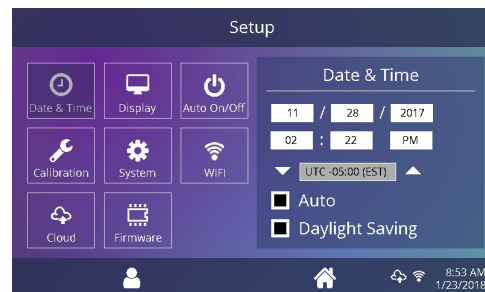 Setup
Date & Time
Display
Auto On/Off
Calibration
System
WIFI
Cloud
Firmware
Date & Time
11 / 28 / 2017
02 : 22 PM
UTC -05:00 (EST)
Auto
Daylight Saving
8:53 AM
1/23/2018